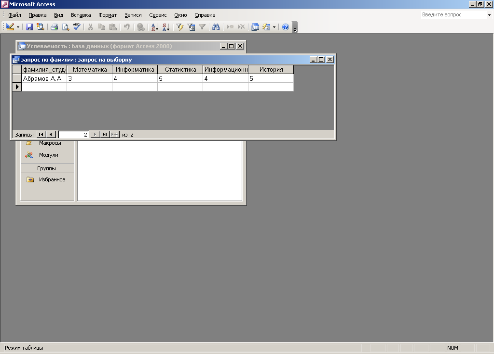 Microsoft Access
Файл Правка Вид Вставка Формат Записи Сервис Окно Справка
Введите вопрос
Успеваемость : база данных (формат Access 2000)
запрос по фамилии : запрос на выборку
фамилия_студ Математика Информатика Статистика Информационн История
Абрамов А.А 3 4 5 4 5
Запись: 2 из 2
Макросы
Модули
Группы
Избранное
Режим таблицы
NUM